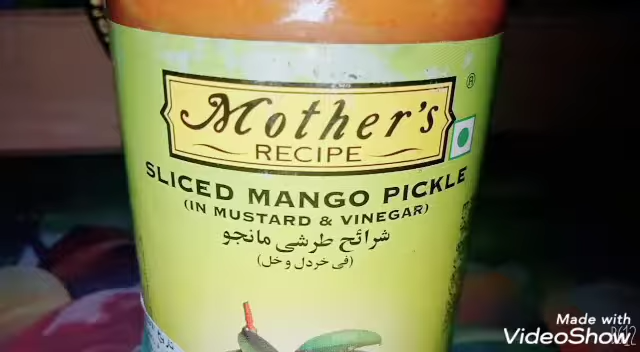 Mother's
®
RECIPE
SLICED MANGO PICKLE
(IN MUSTARD & VINEGAR)
شرائح طرشي مانجو
(في خردل وخل)
Made with
VideoShow